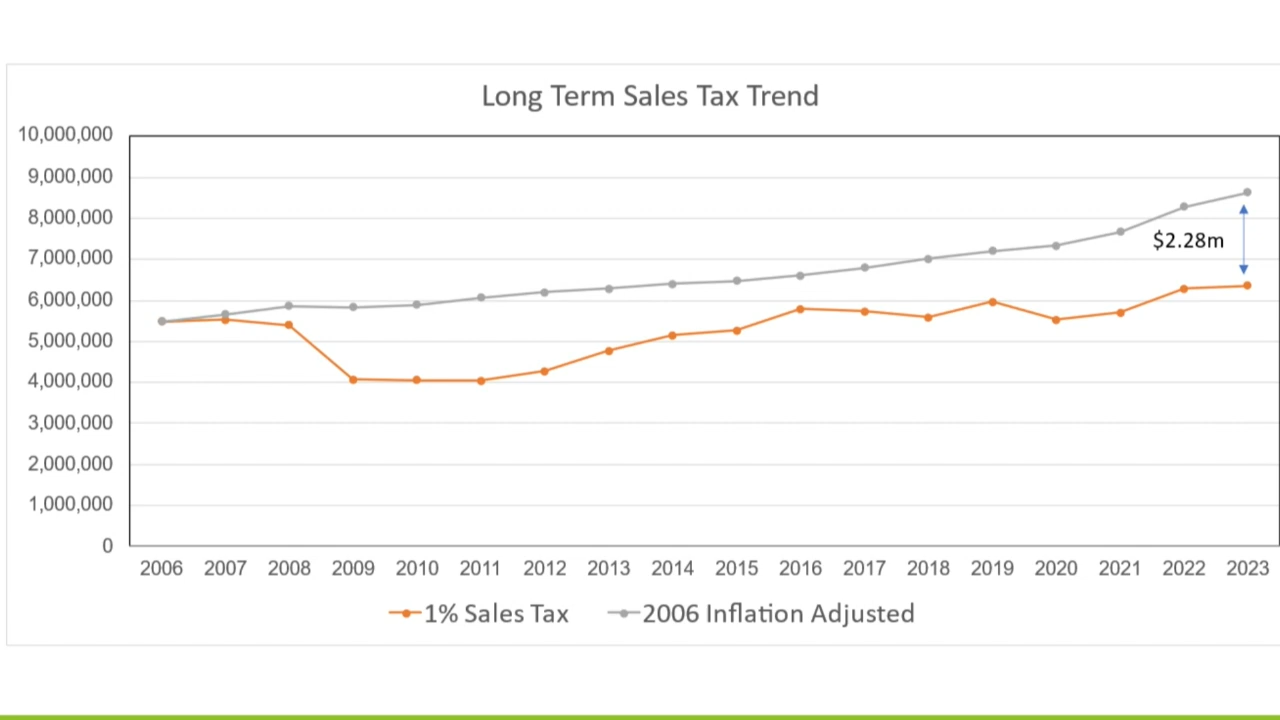 Long Term Sales Tax Trend
10,000,000
9,000,000
8,000,000
$2.28m
7,000,000
6,000,000
5,000,000
4,000,000
3,000,000
2,000,000
1,000,000
0
2006 2007 2008 2009 2010 2011 2012 2013 2014 2015 2016 2017 2018 2019 2020 2021 2022 2023
1% Sales Tax 2006 Inflation Adjusted